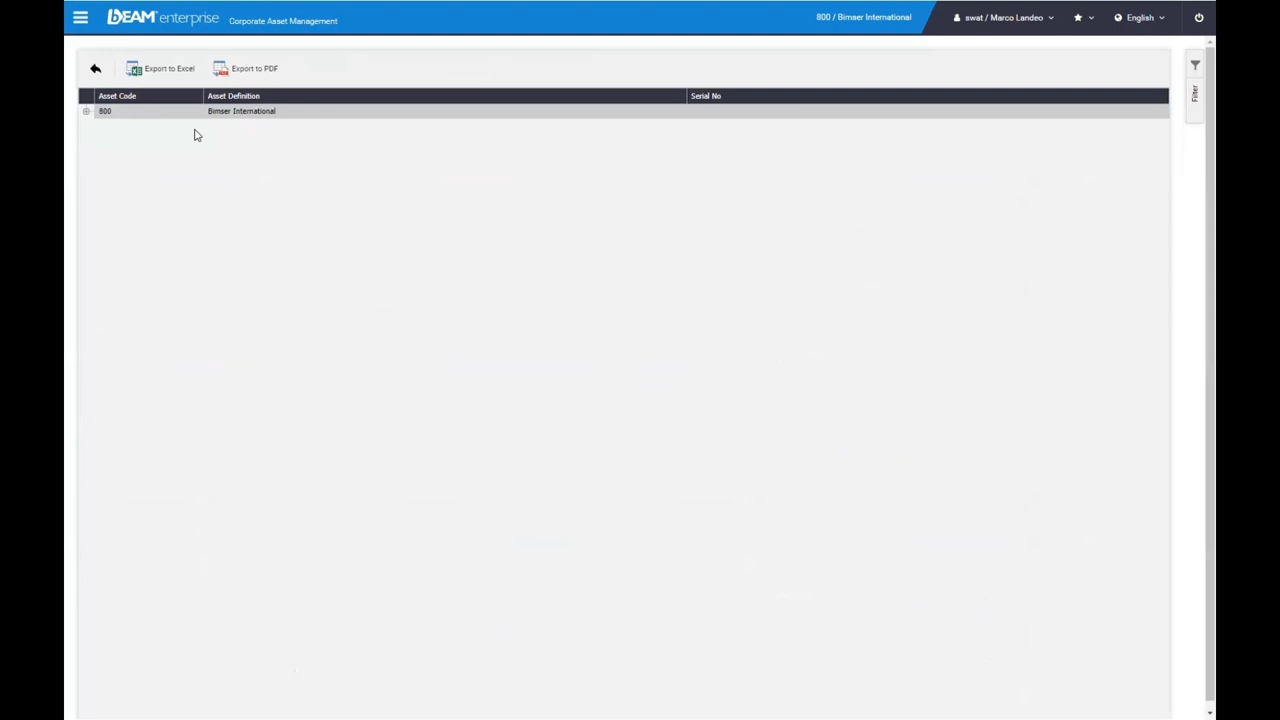 bEAM enterprise Corporate Asset Management 800 / Bimser International swat / Marco Landeo English
Export to Excel Export to PDF
Filter
Asset Code Asset Definition Serial No
800 Bimser International